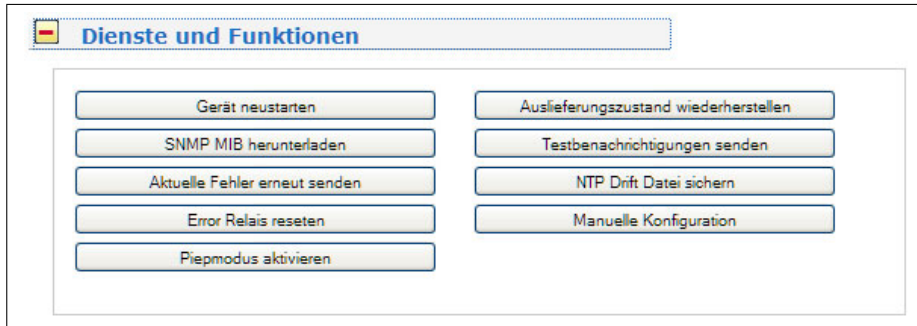 Dienste und Funktionen
Gerät neustarten
Auslieferungszustand wiederherstellen
SNMP MIB herunterladen
Testbenachrichtigungen senden
Aktuelle Fehler erneut senden
NTP Drift Datei sichern
Error Relais reseten
Manuelle Konfiguration
Piepmodus aktivieren